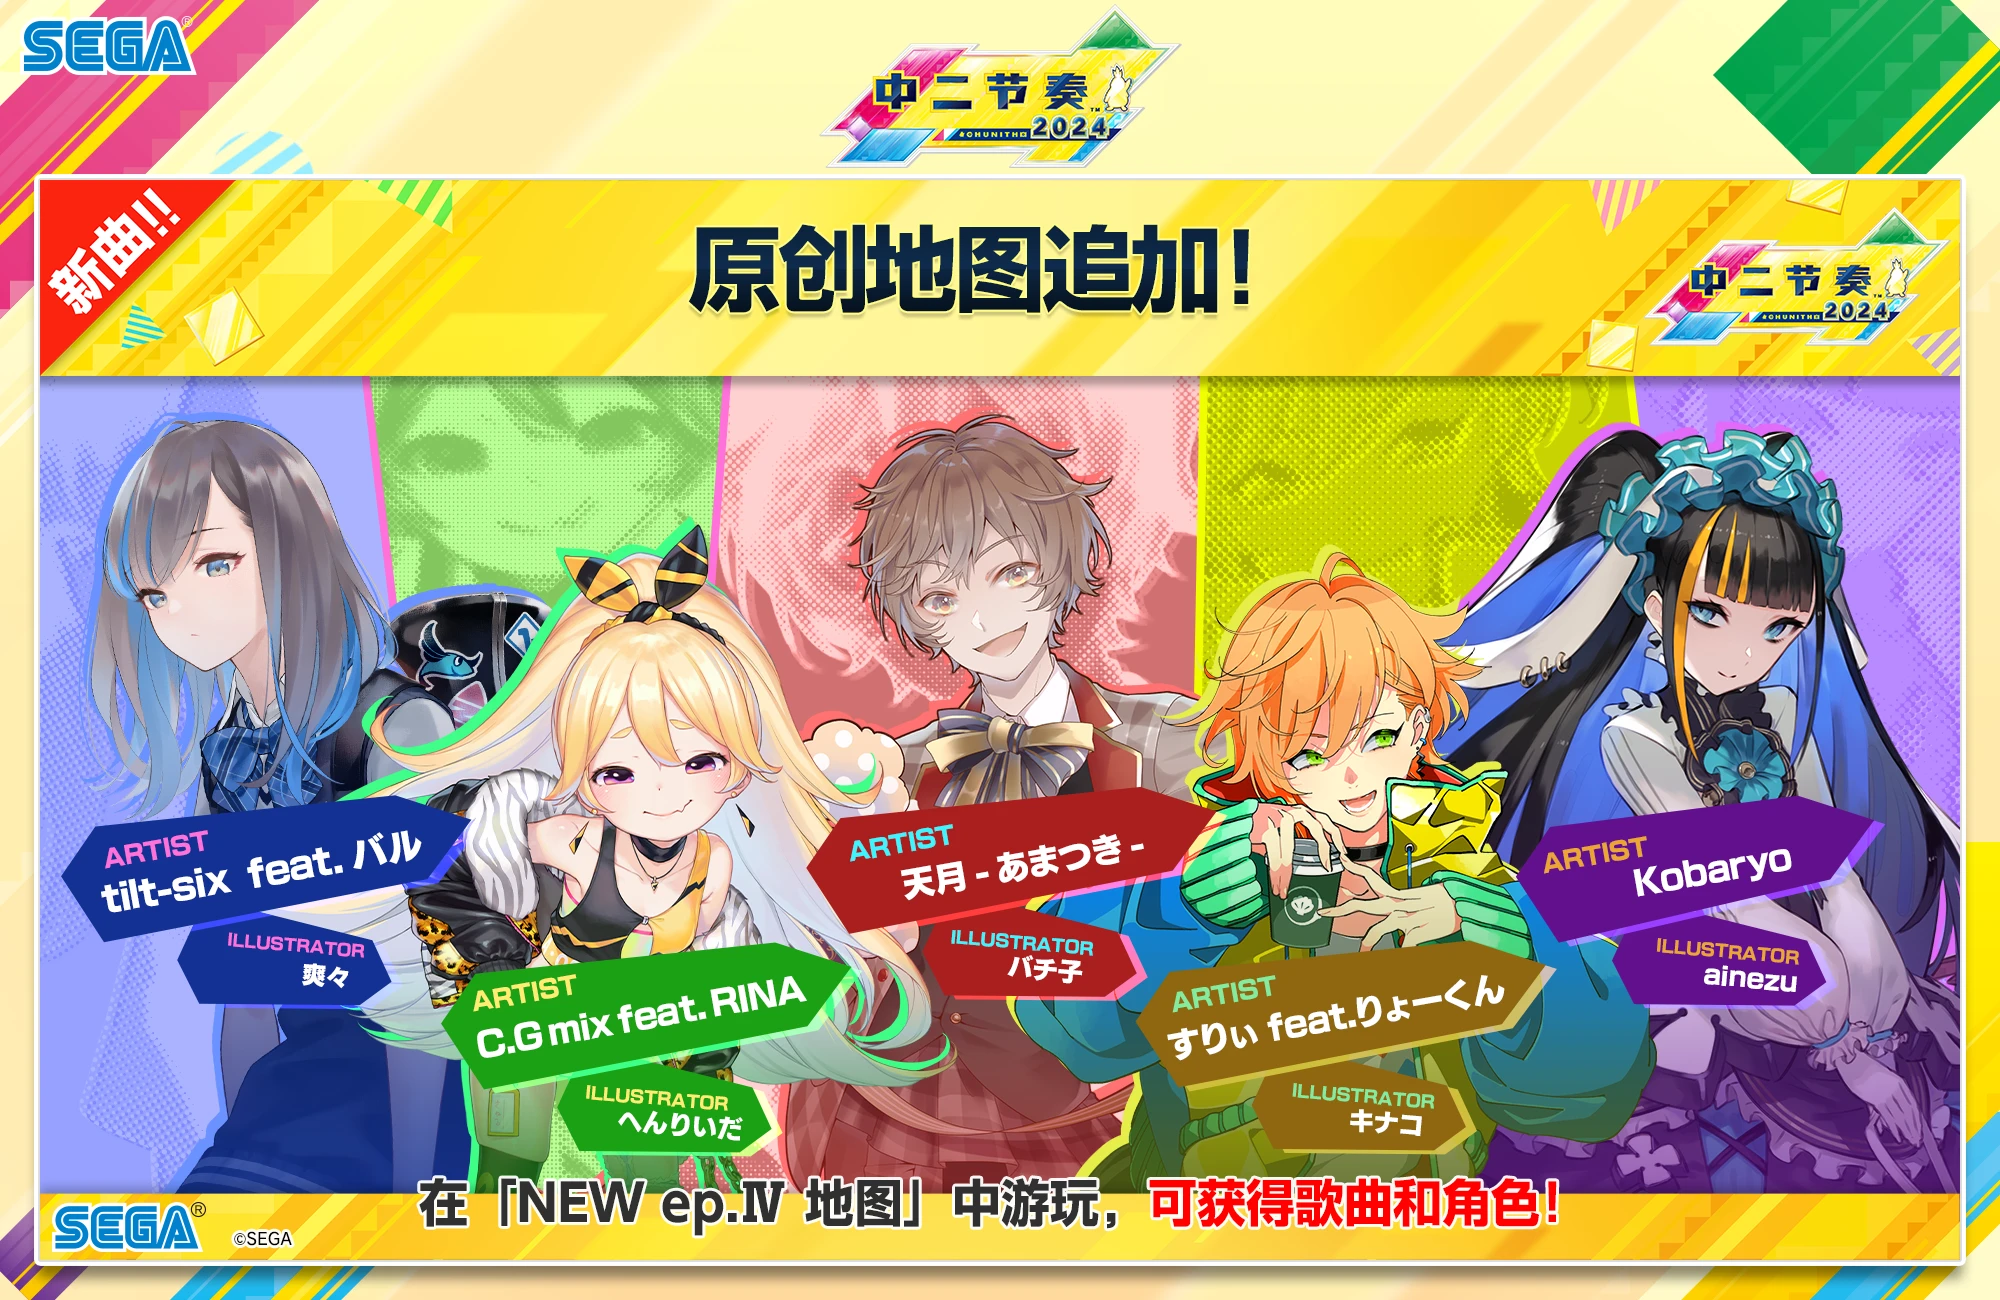 SEGA®
中二节奏™
CHUNITHM
2024
新曲!!
原创地图追加!
中二节奏™
CHUNITHM
2024
ARTIST
tilt-six feat. バル
ILLUSTRATOR
爽々
ARTIST
C.G mix feat. RINA
ILLUSTRATOR
へんりいだ
ARTIST
天月 - あまつき -
ILLUSTRATOR
バチ子
ARTIST
すりぃ feat.りょーくん
ILLUSTRATOR
キナコ
ARTIST
Kobaryo
ILLUSTRATOR
ainezu
在「NEW ep.Ⅳ 地图」中游玩,可获得歌曲和角色!
SEGA®
©SEGA